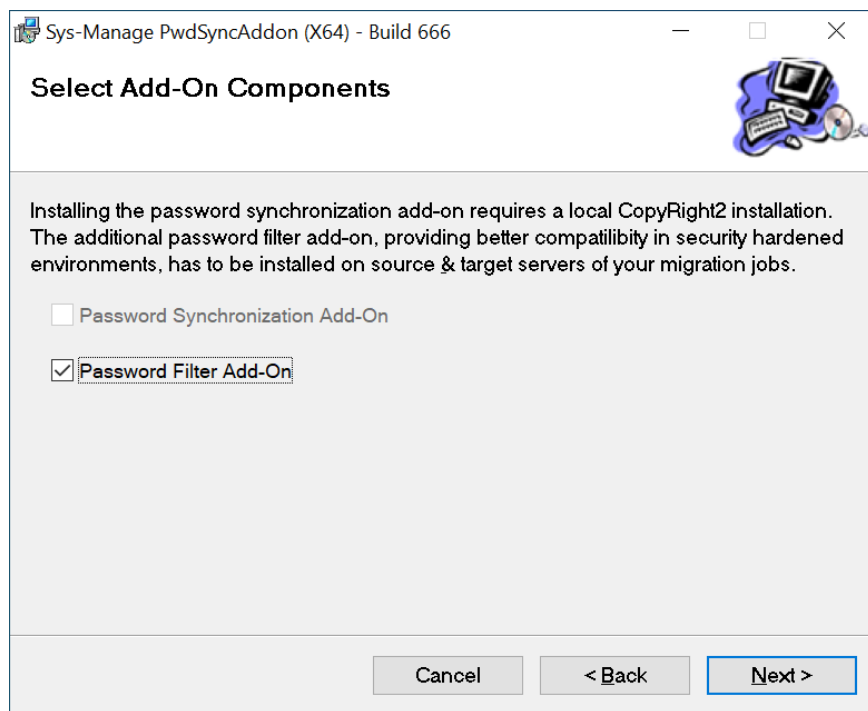 Sys-Manage PwdSyncAddon (X64) - Build 666
Select Add-On Components
Installing the password synchronization add-on requires a local CopyRight2 installation.
The additional password filter add-on, providing better compatilibity in security hardened
environments, has to be installed on source & target servers of your migration jobs.
Password Synchronization Add-On
Password Filter Add-On
Cancel
< Back
Next >